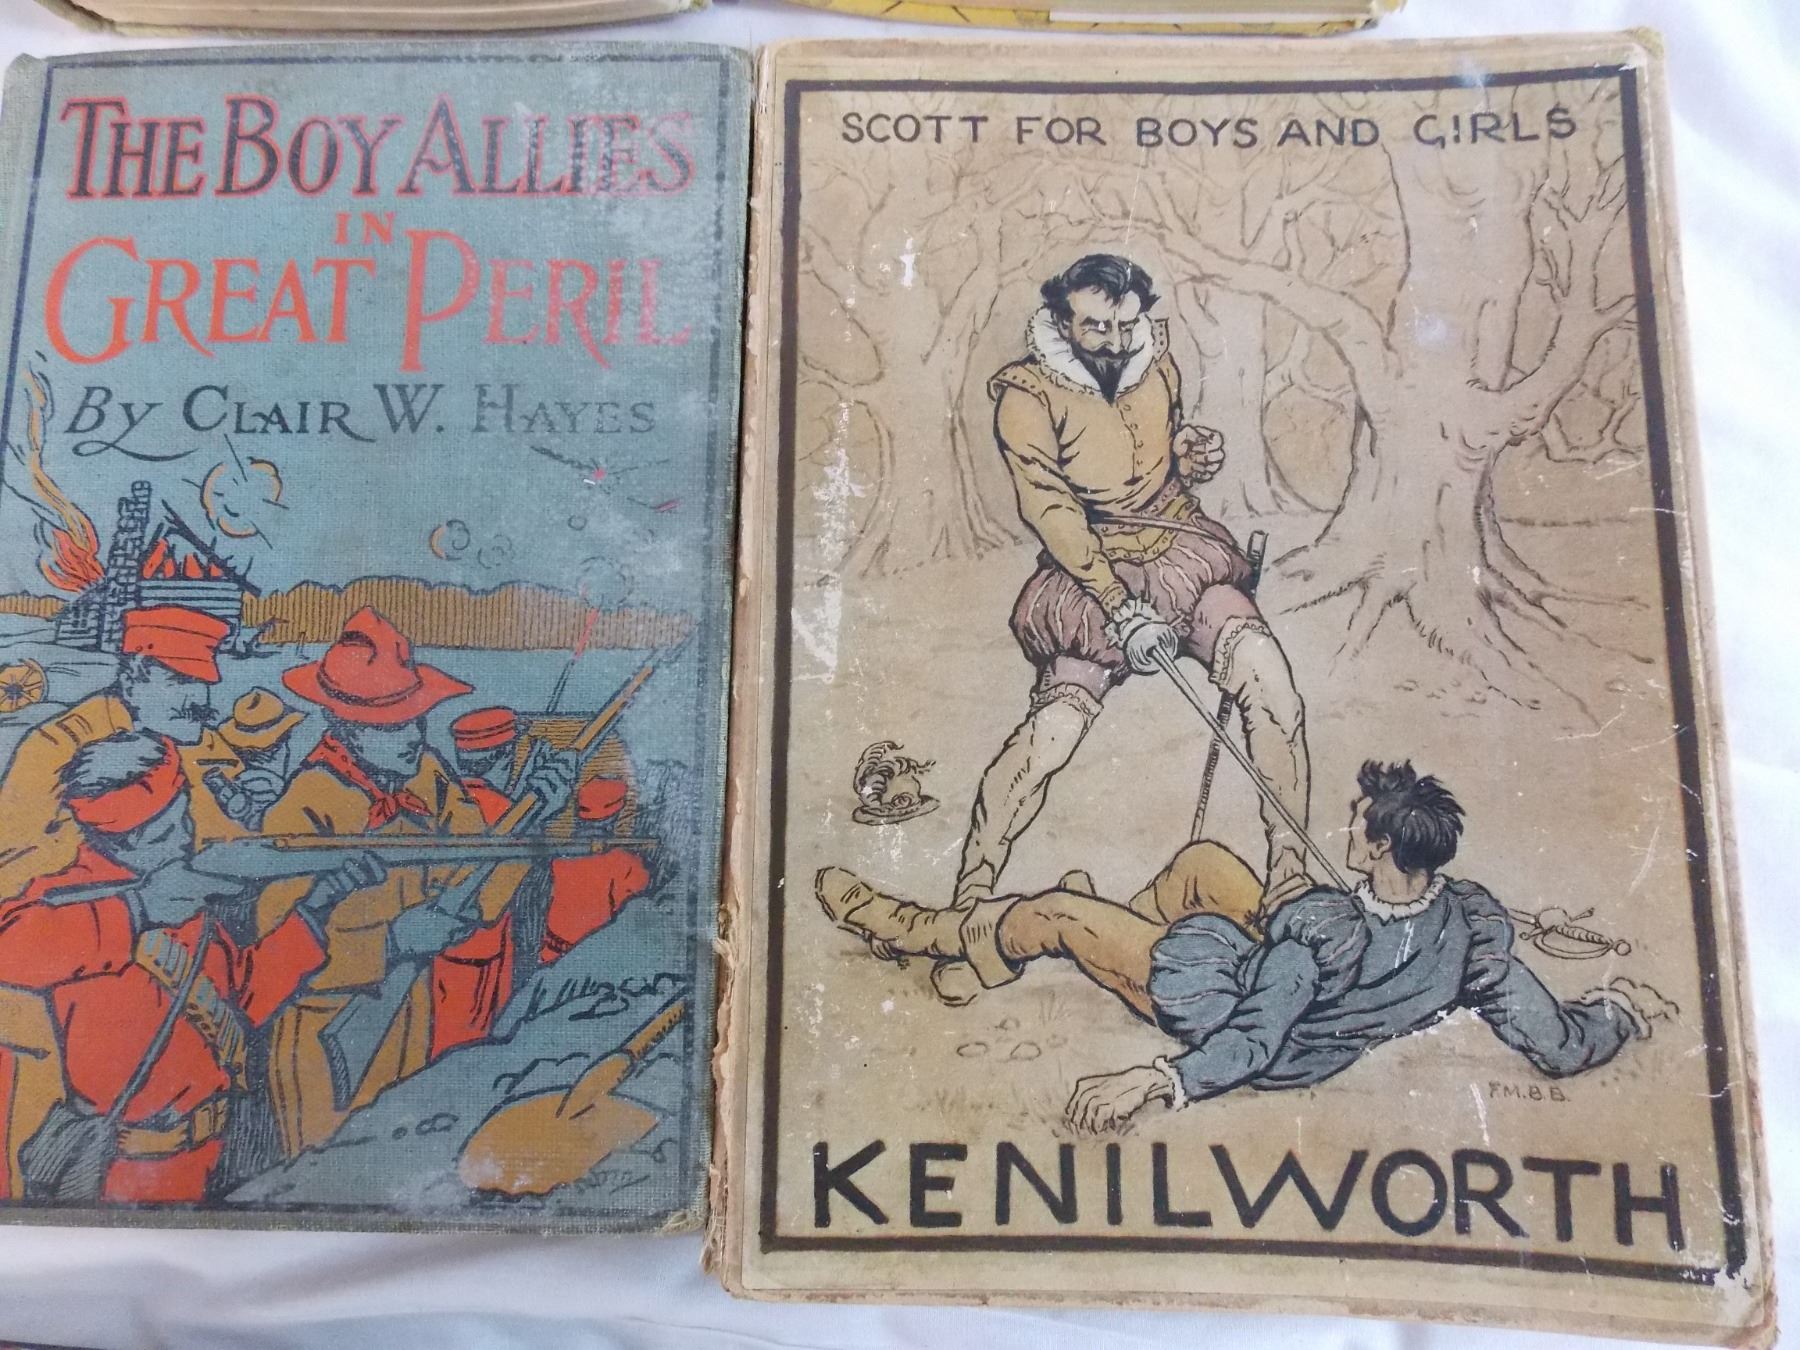 THE BOY ALLIES
IN
GREAT PERIL
By CLAIR W. HAYES
SCOTT FOR BOYS AND GIRLS
F.M.B.B.
KENILWORTH